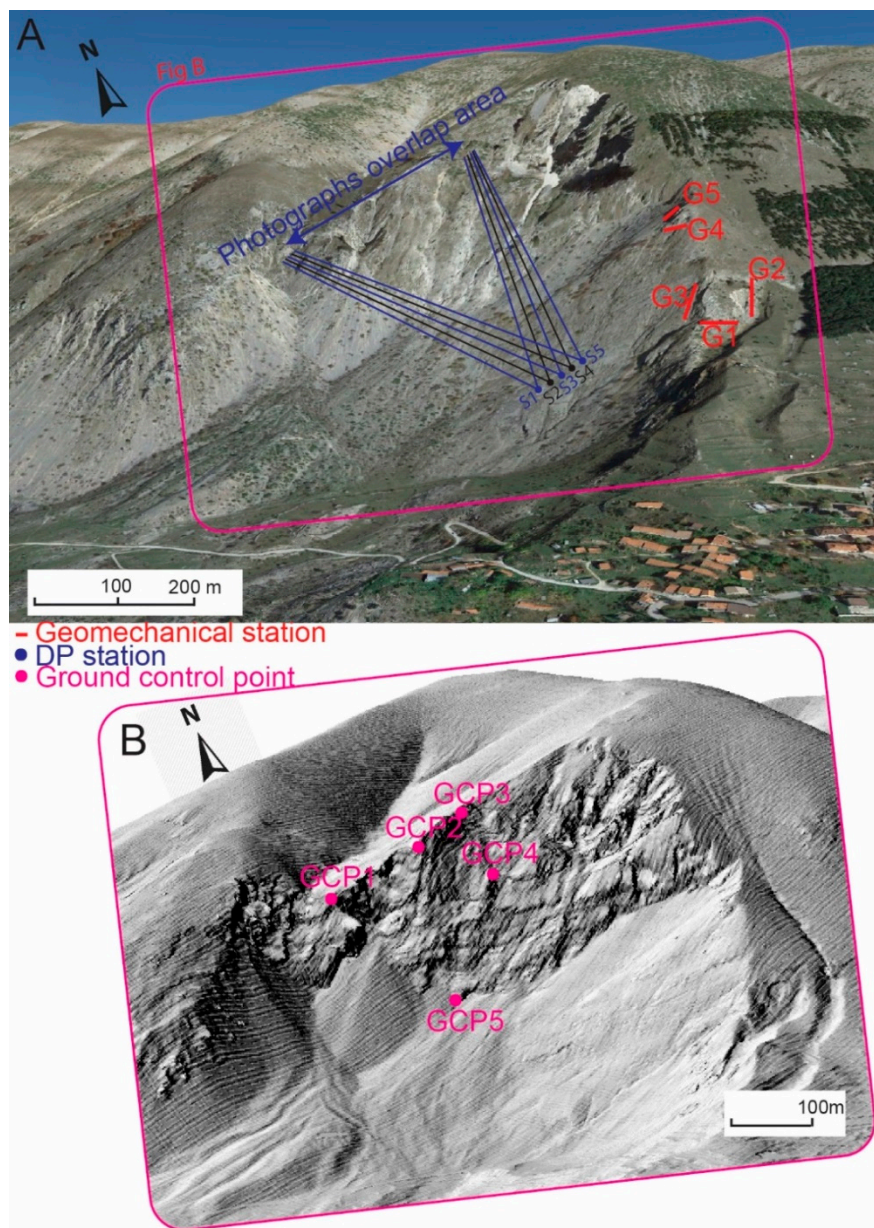 A
N
Fig B
Photographs overlap area
G5
G4
G3
G2
G1
S1
S2
S3
S4
S5
100 200 m
- Geomechanical station
● DP station
● Ground control point
N
B
GCP3
GCP2
GCP4
GCP1
GCP5
100m